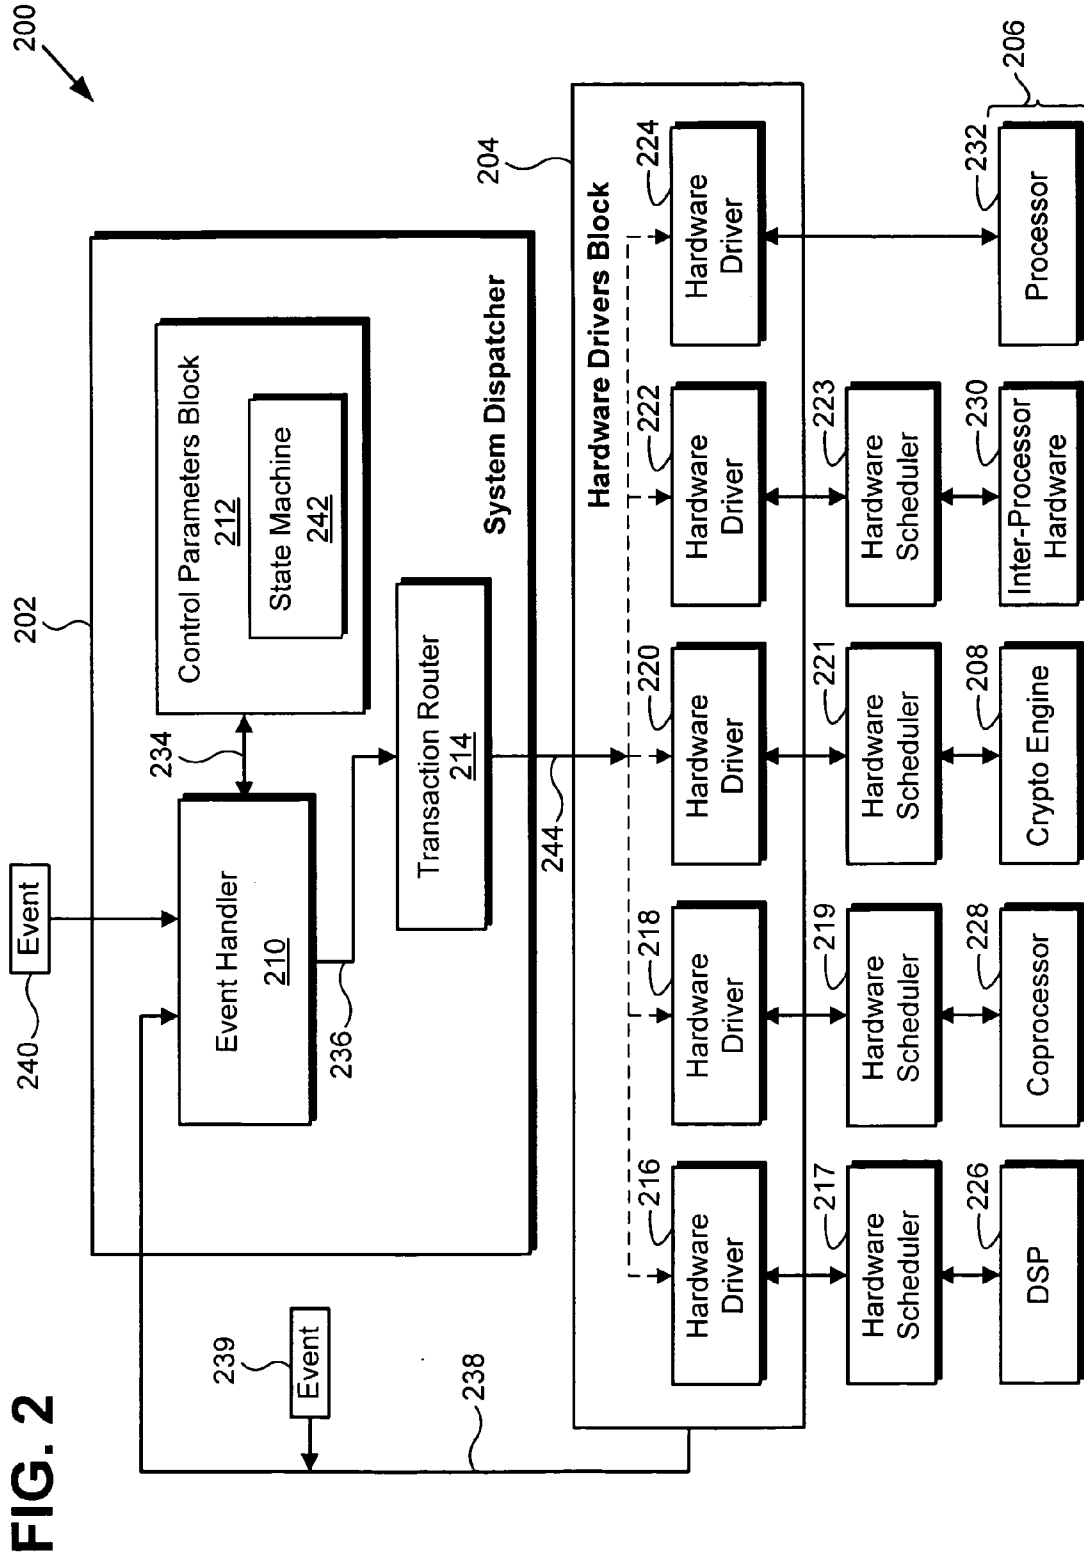 FIG. 2
200
240
Event
202
239
Event
238
Event Handler
210
234
236
Control Parameters Block
212
State Machine
242
Transaction Router
214
System Dispatcher
244
204
Hardware Drivers Block
216
Hardware
Driver
218
Hardware
Driver
220
Hardware
Driver
222
Hardware
Driver
224
Hardware
Driver
217
Hardware
Scheduler
219
Hardware
Scheduler
221
Hardware
Scheduler
223
Hardware
Scheduler
226
DSP
228
Coprocessor
208
Crypto Engine
230
Inter-Processor
Hardware
232
Processor
206